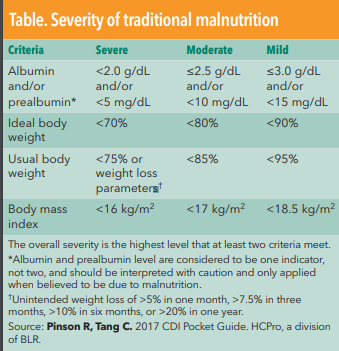 Table. Severity of traditional malnutrition
Criteria Severe Moderate Mild
Albumin <2.0 g/dL ≤2.5 g/dL ≤3.0 g/dL
and/or and/or and/or and/or
prealbumin* <5 mg/dL <10 mg/dL <15 mg/dL
Ideal body <70% <80% <90%
weight
Usual body <75% or <85% <95%
weight weight loss
parameters†
Body mass <16 kg/m² <17 kg/m² <18.5 kg/m²
index
The overall severity is the highest level that at least two criteria meet.
*Albumin and prealbumin level are considered to be one indicator,
not two, and should be interpreted with caution and only applied
when believed to be due to malnutrition.
†Unintended weight loss of >5% in one month, >7.5% in three
months, >10% in six months, or >20% in one year.
Source: Pinson R, Tang C. 2017 CDI Pocket Guide. HCPro, a division
of BLR.